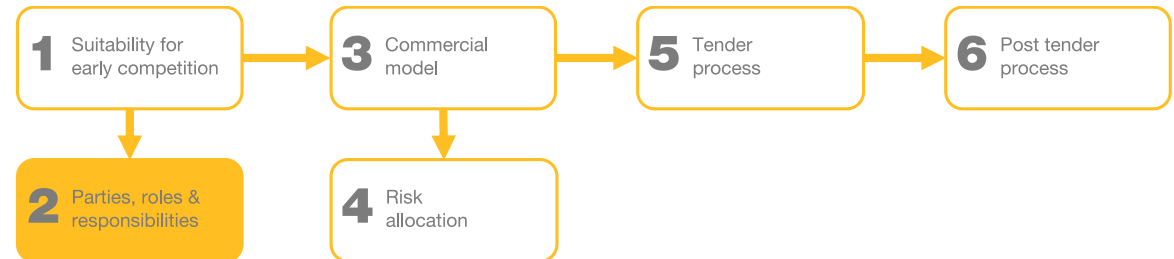 1 Suitability for
early competition
3 Commercial
model
5 Tender
process
6 Post tender
process
2 Parties, roles &
responsibilities
4 Risk
allocation